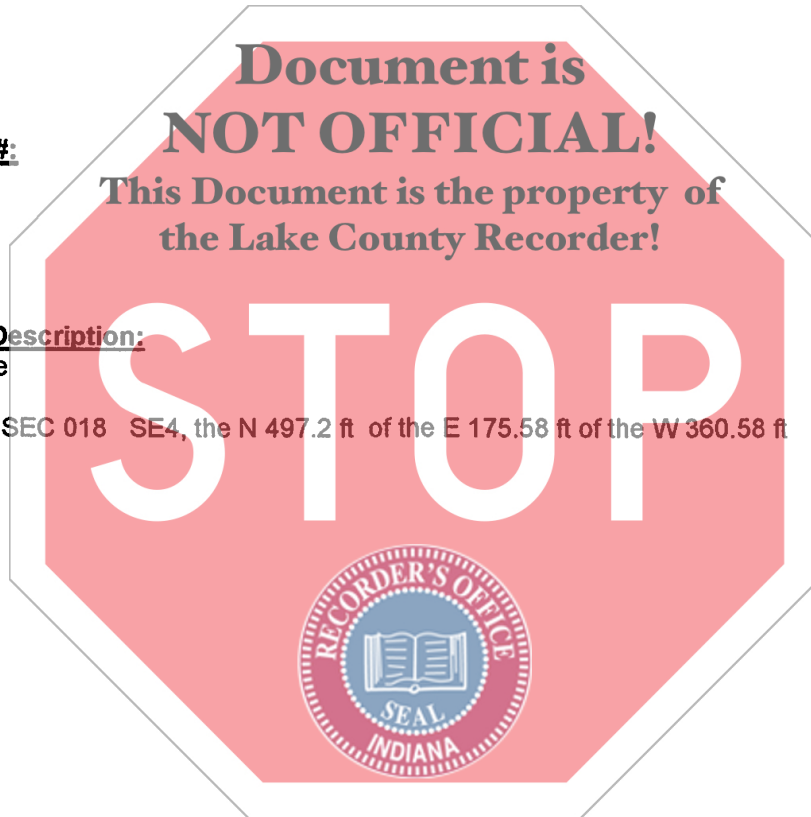 Document is
NOT OFFICIAL!
#:
This Document is the property of
the Lake County Recorder!
STOP
Description:
e
SEC 018 SE4, the N 497.2 ft of the E 175.58 ft of the W 360.58 ft
RECORDER'S OFFICE
SEAL
INDIANA